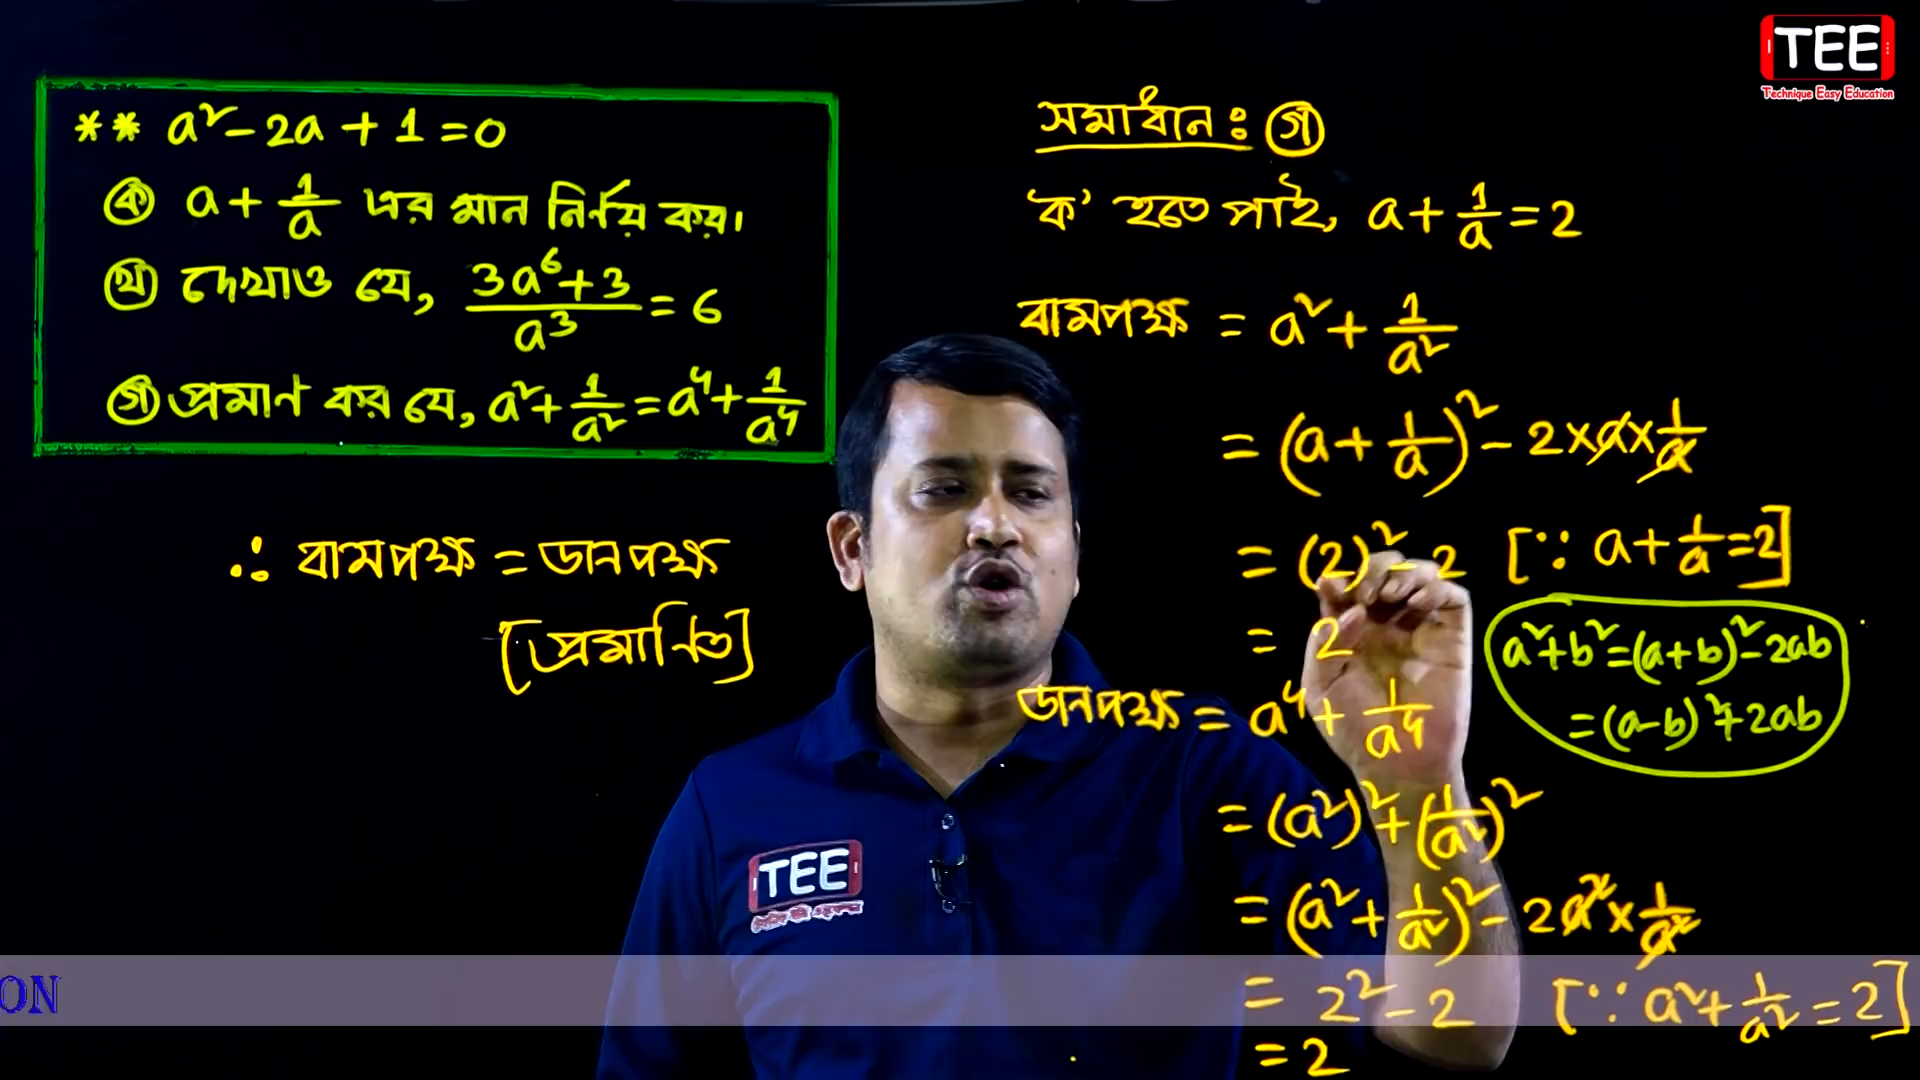 ** a² - 2a + 1 = 0
(ক) a + 1/a এর মান নির্ণয় কর।
(খ) দেখাও যে, (3a⁶ + 3)/a³ = 6
(গ) প্রমাণ কর যে, a² + 1/a² = a⁴ + 1/a⁴
∴ বামপক্ষ = ডানপক্ষ
[প্রমাণিত]
সমাধান : (গ)
'ক' হতে পাই, a + 1/a = 2
বামপক্ষ = a² + 1/a²
= (a + 1/a)² - 2 × a × 1/a
= (2)² - 2 [∵ a + 1/a = 2]
= 2
a² + b² = (a + b)² - 2ab
= (a - b)² + 2ab
ডানপক্ষ = a⁴ + 1/a⁴
= (a²)² + (1/a²)²
= (a² + 1/a²)² - 2 a² × 1/a²
= 2² - 2 [∵ a² + 1/a² = 2]
= 2
TEE
Technique Easy Education
TEE
ON